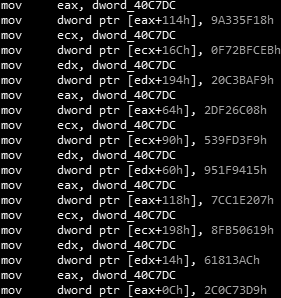 mov eax, dword_40C7DC
mov dword ptr [eax+114h], 9A335F18h
mov ecx, dword_40C7DC
mov dword ptr [ecx+16Ch], 0F72BFCEBh
mov edx, dword_40C7DC
mov dword ptr [edx+194h], 20C3BAF9h
mov eax, dword_40C7DC
mov dword ptr [eax+64h], 2DF26C08h
mov ecx, dword_40C7DC
mov dword ptr [ecx+90h], 539FD3F9h
mov edx, dword_40C7DC
mov dword ptr [edx+60h], 951F9415h
mov eax, dword_40C7DC
mov dword ptr [eax+118h], 7CC1E207h
mov ecx, dword_40C7DC
mov dword ptr [ecx+198h], 8FB50619h
mov edx, dword_40C7DC
mov dword ptr [edx+14h], 61813ACh
mov eax, dword_40C7DC
mov dword ptr [eax+0Ch], 2C0C73D9h